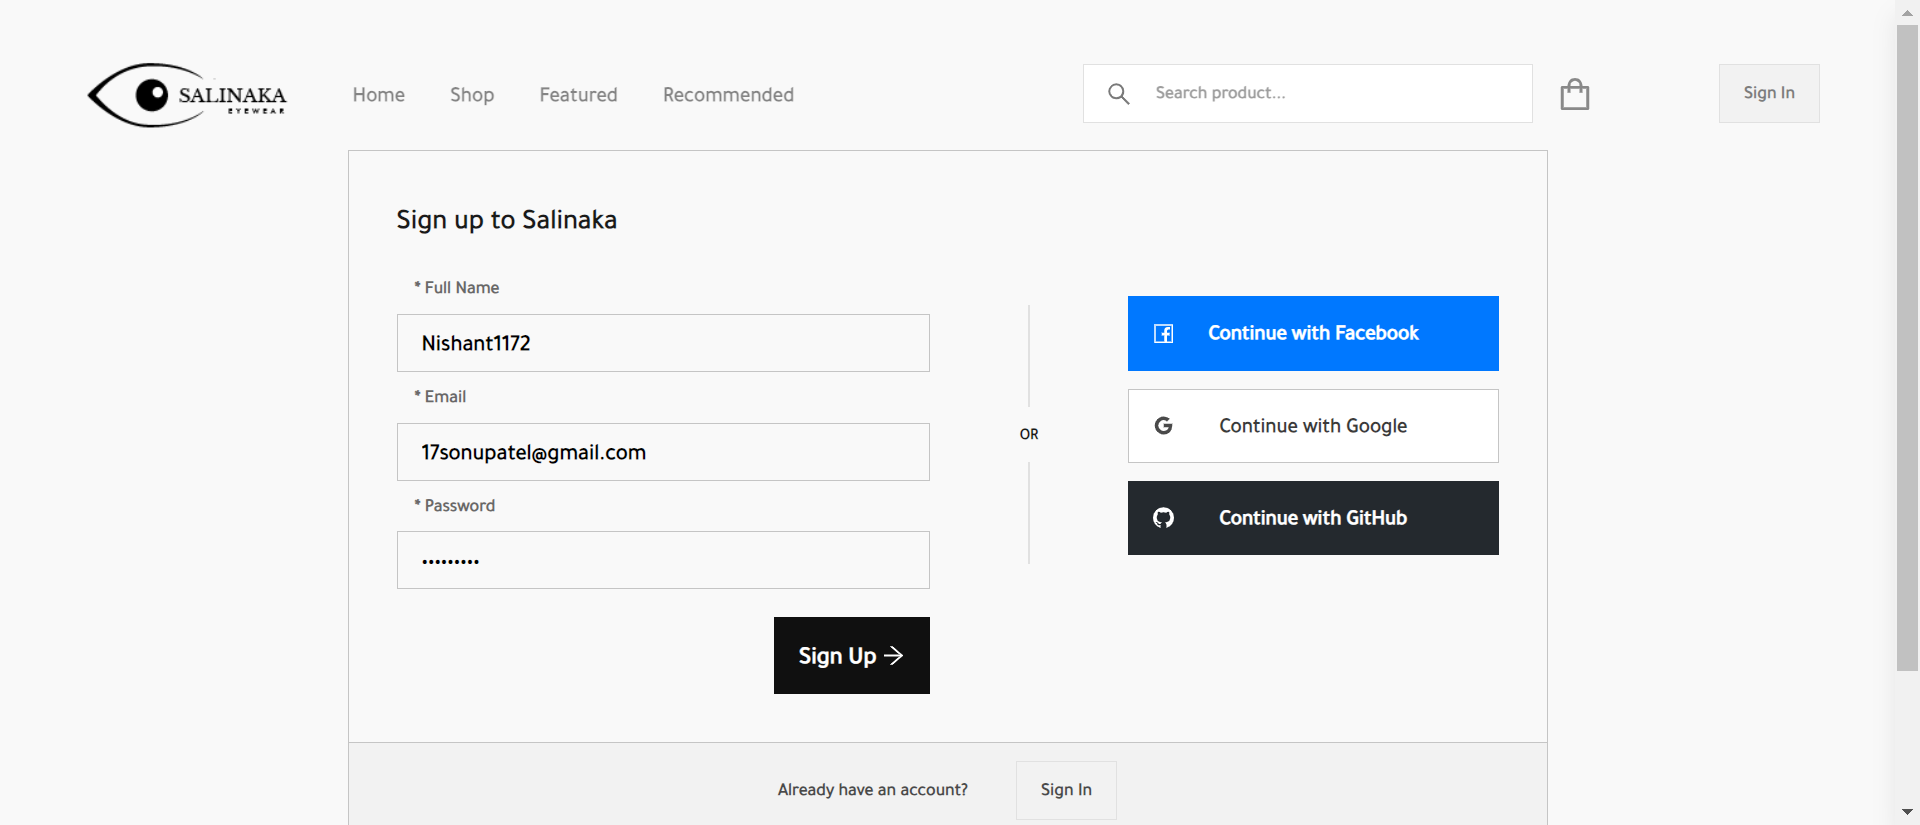 SALINAKA
EYEWEAR
Home Shop Featured Recommended
Search product...
Sign In
Sign up to Salinaka
* Full Name
Nishant1172
* Email
17sonupatel@gmail.com
* Password
•••••••••
Sign Up →
OR
Continue with Facebook
Continue with Google
Continue with GitHub
Already have an account?
Sign In